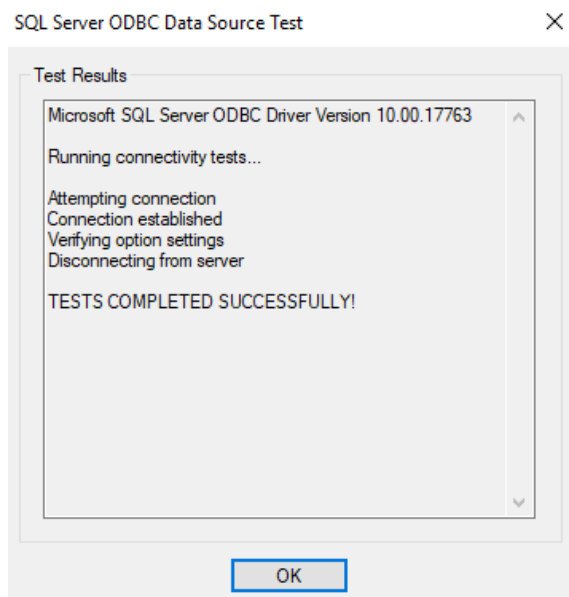 SQL Server ODBC Data Source Test
Test Results
Microsoft SQL Server ODBC Driver Version 10.00.17763
Running connectivity tests...
Attempting connection
Connection established
Verifying option settings
Disconnecting from server
TESTS COMPLETED SUCCESSFULLY!
OK